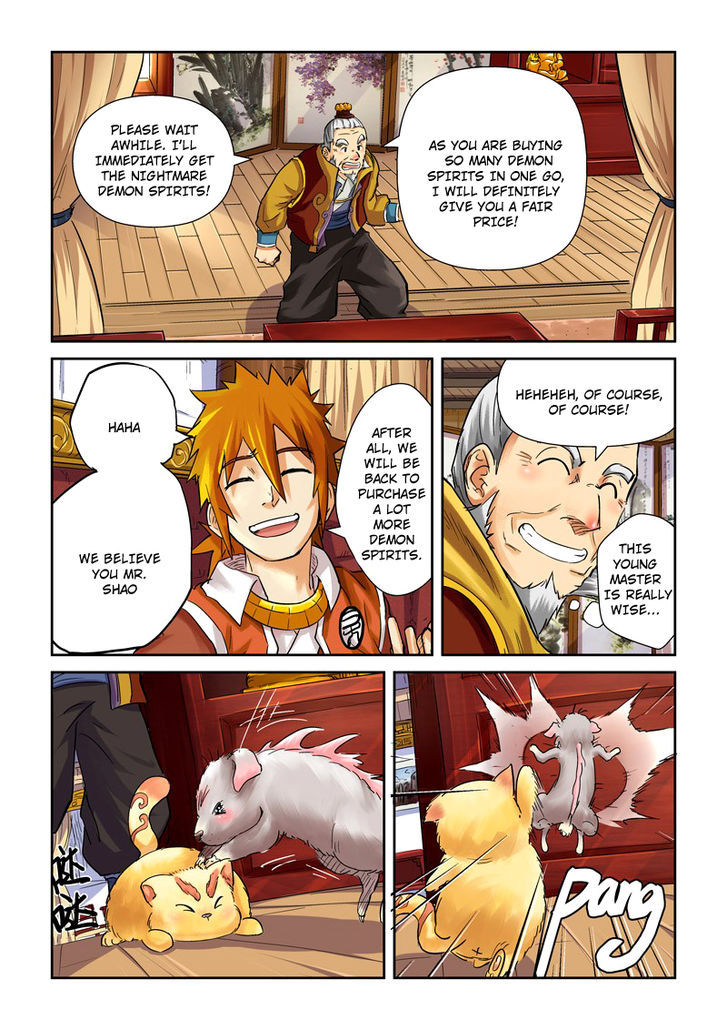 PLEASE WAIT
AWHILE. I'LL
IMMEDIATELY GET
THE NIGHTMARE
DEMON SPIRITS!
AS YOU ARE BUYING
SO MANY DEMON
SPIRITS IN ONE GO,
I WILL DEFINITELY
GIVE YOU A FAIR
PRICE!
HAHA
WE BELIEVE
YOU MR.
SHAO
AFTER
ALL, WE
WILL BE
BACK TO
PURCHASE
A LOT
MORE
DEMON
SPIRITS.
HEHEHEH, OF COURSE,
OF COURSE!
THIS
YOUNG
MASTER
IS REALLY
WISE...
Pang